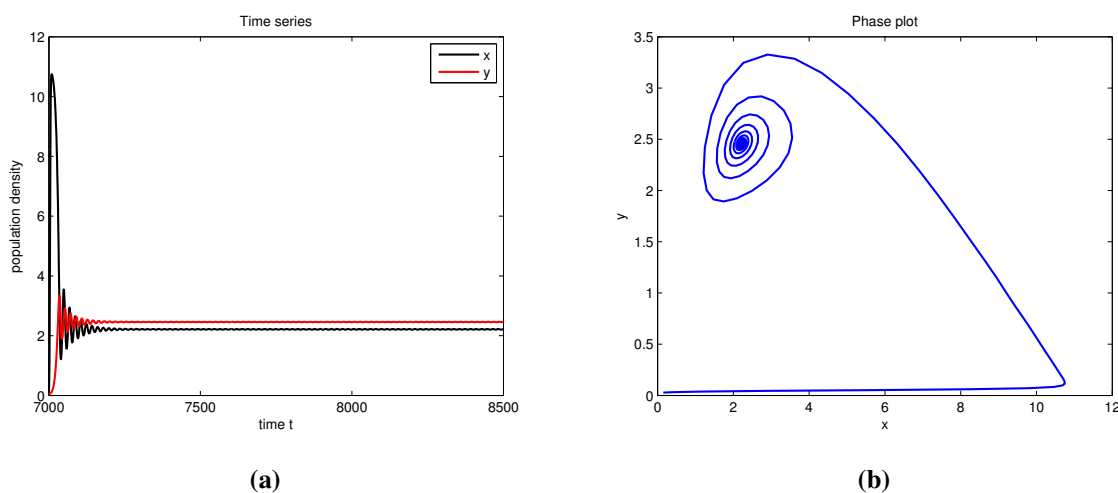 Time series
12
10
8
6
4
2
0
population density
x
y
7000 7500 8000 8500
time t
(a)
Phase plot
3.5
3
2.5
2
1.5
1
0.5
0
y
0 2 4 6 8 10 12
x
(b)